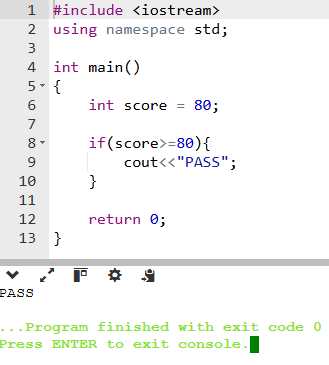 1 #include <iostream>
2 using namespace std;
3
4 int main()
5 {
6     int score = 80;
7
8     if(score>=80){
9         cout<<"PASS";
10     }
11
12     return 0;
13 }
PASS
...Program finished with exit code 0
Press ENTER to exit console.